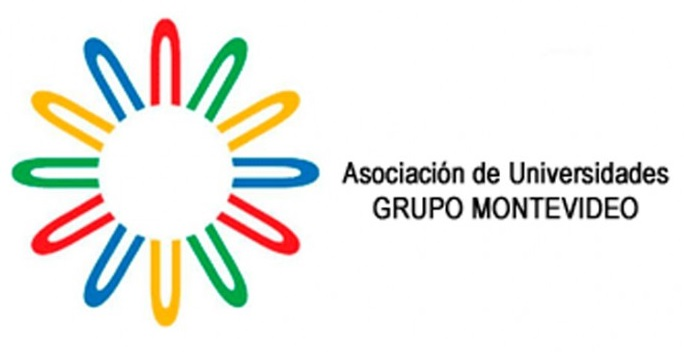 Asociación de Universidades
GRUPO MONTEVIDEO